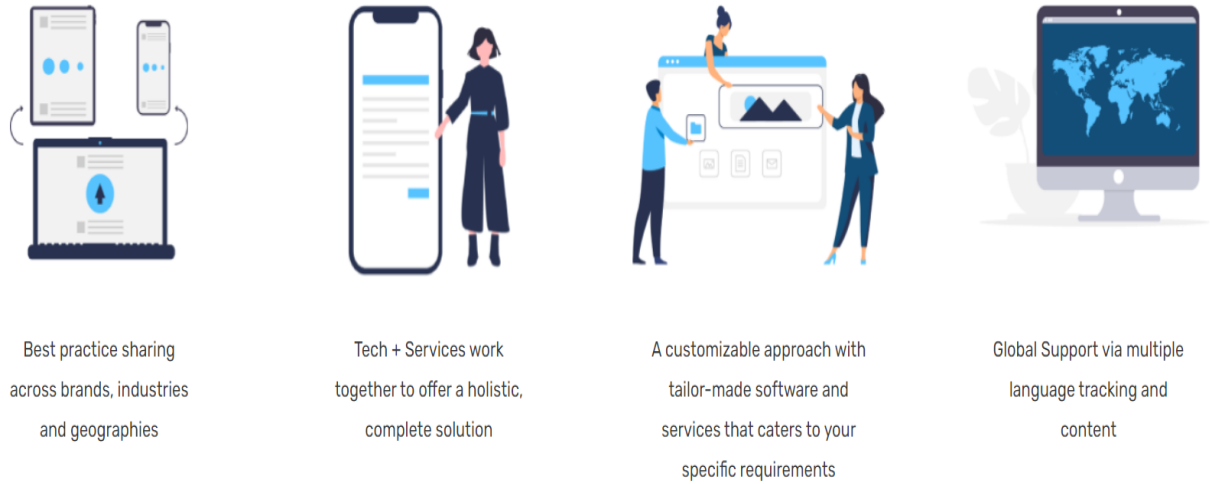 Best practice sharing
across brands, industries
and geographies
Tech + Services work
together to offer a holistic,
complete solution
A customizable approach with
tailor-made software and
services that caters to your
specific requirements
Global Support via multiple
language tracking and
content